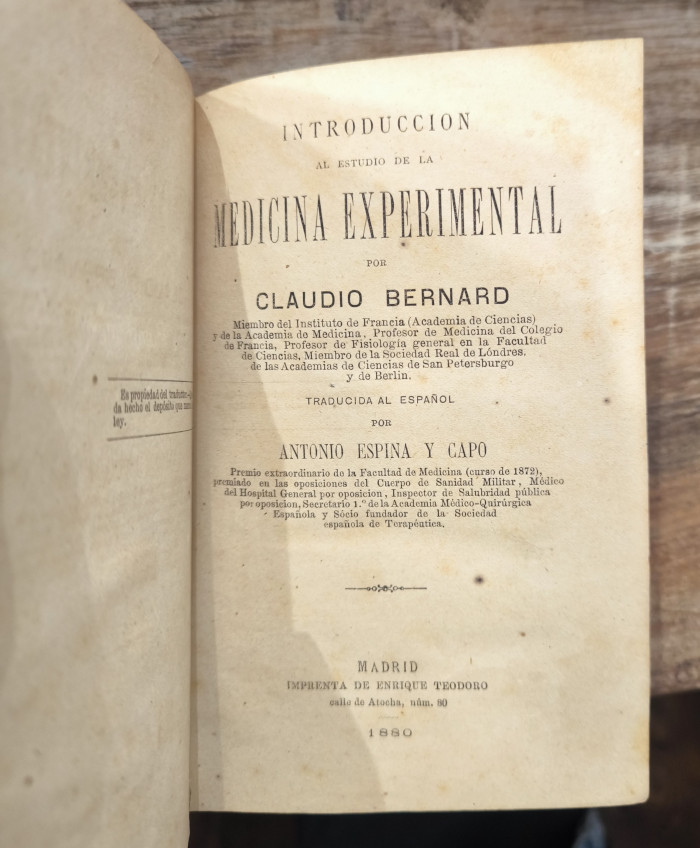 Es propiedad del traductor
da hecho el depósito que
ley.
INTRODUCCION
AL ESTUDIO DE LA
MEDICINA EXPERIMENTAL
POR
CLAUDIO BERNARD
Miembro del Instituto de Francia (Academia de Ciencias)
y de la Academia de Medicina, Profesor de Medicina del Colegio
de Francia, Profesor de Fisiología general en la Facultad
de Ciencias, Miembro de la Sociedad Real de Lóndres.
de las Academias de Ciencias de San Petersburgo
y de Berlin.
TRADUCIDA AL ESPAÑOL
POR
ANTONIO ESPINA Y CAPO
Premio extraordinario de la Facultad de Medicina (curso de 1872),
premiado en las oposiciones del Cuerpo de Sanidad Militar, Médico
del Hospital General por oposicion, Inspector de Salubridad pública
por oposicion, Secretario 1.º de la Academia Médico-Quirúrgica
Española y Sócio fundador de la Sociedad
española de Terapéutica.
MADRID
IMPRENTA DE ENRIQUE TEODORO
calle de Atocha, núm. 80
1880